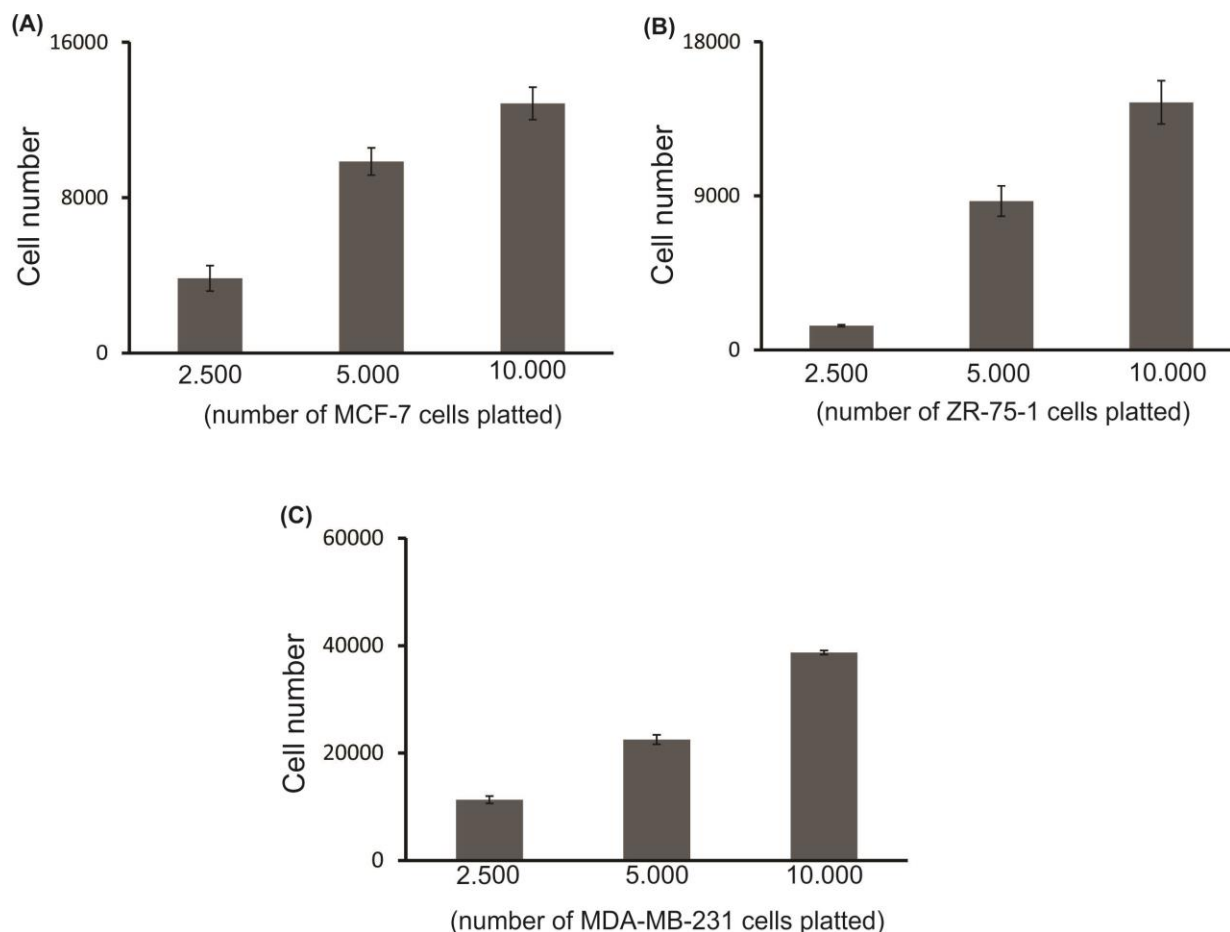 (A)
16000
8000
0
Cell number
2.500 5.000 10.000
(number of MCF-7 cells platted)
(B)
18000
9000
0
Cell number
2.500 5.000 10.000
(number of ZR-75-1 cells platted)
(C)
60000
40000
20000
0
Cell number
2.500 5.000 10.000
(number of MDA-MB-231 cells platted)